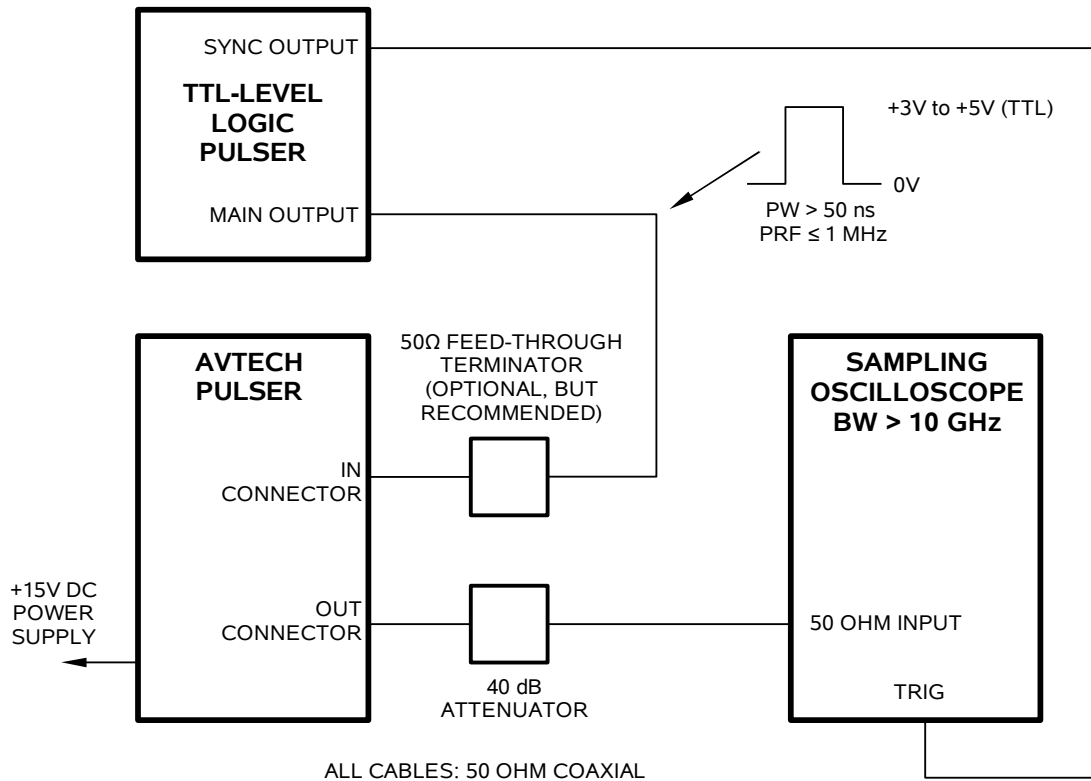 SYNC OUTPUT
TTL-LEVEL
LOGIC
PULSER
MAIN OUTPUT
+3V to +5V (TTL)
0V
PW > 50 ns
PRF ≤ 1 MHz
AVTECH
PULSER
IN
CONNECTOR
OUT
CONNECTOR
50Ω FEED-THROUGH
TERMINATOR
(OPTIONAL, BUT
RECOMMENDED)
SAMPLING
OSCILLOSCOPE
BW > 10 GHz
50 OHM INPUT
TRIG
+15V DC
POWER
SUPPLY
40 dB
ATTENUATOR
ALL CABLES: 50 OHM COAXIAL